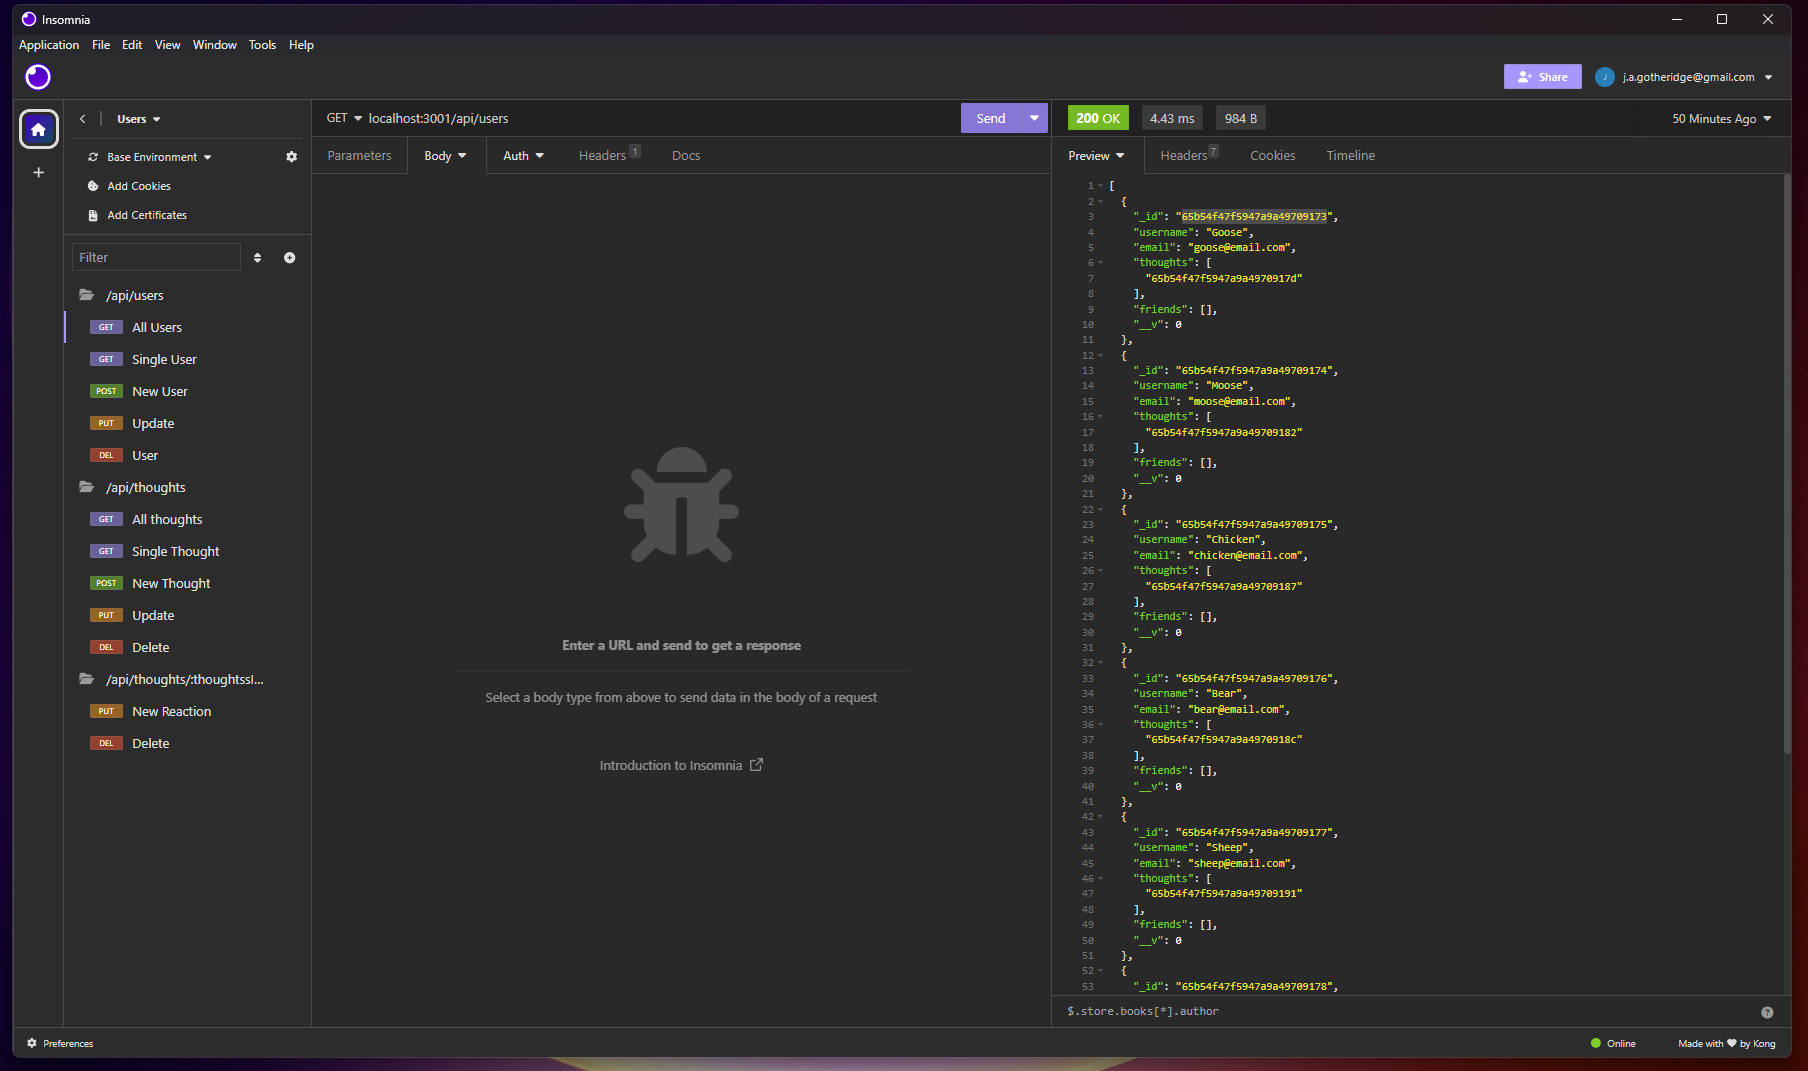 Insomnia
Application File Edit View Window Tools Help
Share j.a.gotheridge@gmail.com
Users
Base Environment
Add Cookies
Add Certificates
Filter
/api/users
GET All Users
GET Single User
POST New User
PUT Update
DEL User
/api/thoughts
GET All thoughts
GET Single Thought
POST New Thought
PUT Update
DEL Delete
/api/thoughts/:thoughtssI...
PUT New Reaction
DEL Delete
GET localhost:3001/api/users Send
Parameters Body Auth Headers 1 Docs
Enter a URL and send to get a response
Select a body type from above to send data in the body of a request
Introduction to Insomnia
200 OK 4.43 ms 984 B 50 Minutes Ago
Preview Headers 7 Cookies Timeline
1 [
2 {
3 "_id": "65b54f47f5947a9a49709173",
4 "username": "Goose",
5 "email": "goose@email.com",
6 "thoughts": [
7 "65b54f47f5947a9a4970917d"
8 ],
9 "friends": [],
10 "__v": 0
11 },
12 {
13 "_id": "65b54f47f5947a9a49709174",
14 "username": "Moose",
15 "email": "moose@email.com",
16 "thoughts": [
17 "65b54f47f5947a9a49709182"
18 ],
19 "friends": [],
20 "__v": 0
21 },
22 {
23 "_id": "65b54f47f5947a9a49709175",
24 "username": "Chicken",
25 "email": "chicken@email.com",
26 "thoughts": [
27 "65b54f47f5947a9a49709187"
28 ],
29 "friends": [],
30 "__v": 0
31 },
32 {
33 "_id": "65b54f47f5947a9a49709176",
34 "username": "Bear",
35 "email": "bear@email.com",
36 "thoughts": [
37 "65b54f47f5947a9a4970918c"
38 ],
39 "friends": [],
40 "__v": 0
41 },
42 {
43 "_id": "65b54f47f5947a9a49709177",
44 "username": "Sheep",
45 "email": "sheep@email.com",
46 "thoughts": [
47 "65b54f47f5947a9a49709191"
48 ],
49 "friends": [],
50 "__v": 0
51 },
52 {
53 "_id": "65b54f47f5947a9a49709178",
$.store.books[*].author
Preferences
Online Made with ♥ by Kong